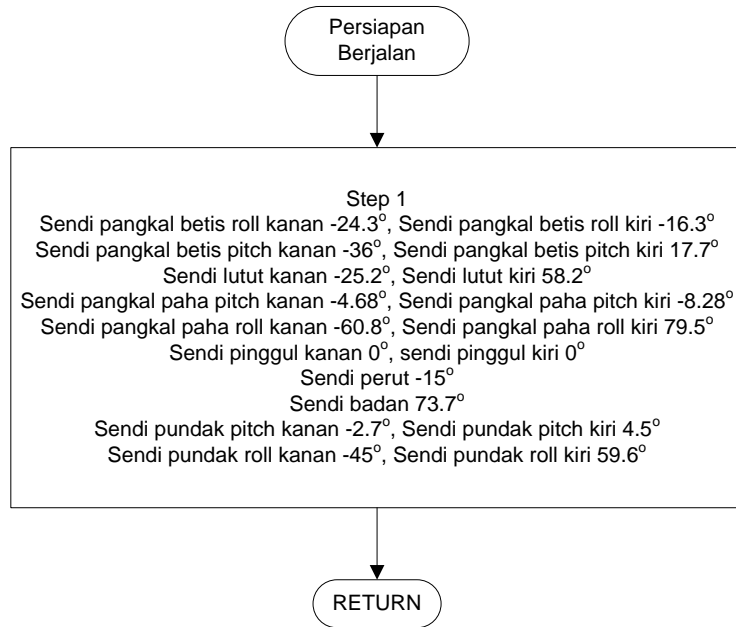 Persiapan
Berjalan
Step 1
Sendi pangkal betis roll kanan -24.3°, Sendi pangkal betis roll kiri -16.3°
Sendi pangkal betis pitch kanan -36°, Sendi pangkal betis pitch kiri 17.7°
Sendi lutut kanan -25.2°, Sendi lutut kiri 58.2°
Sendi pangkal paha pitch kanan -4.68°, Sendi pangkal paha pitch kiri -8.28°
Sendi pangkal paha roll kanan -60.8°, Sendi pangkal paha roll kiri 79.5°
Sendi pinggul kanan 0°, sendi pinggul kiri 0°
Sendi perut -15°
Sendi badan 73.7°
Sendi pundak pitch kanan -2.7°, Sendi pundak pitch kiri 4.5°
Sendi pundak roll kanan -45°, Sendi pundak roll kiri 59.6°
RETURN